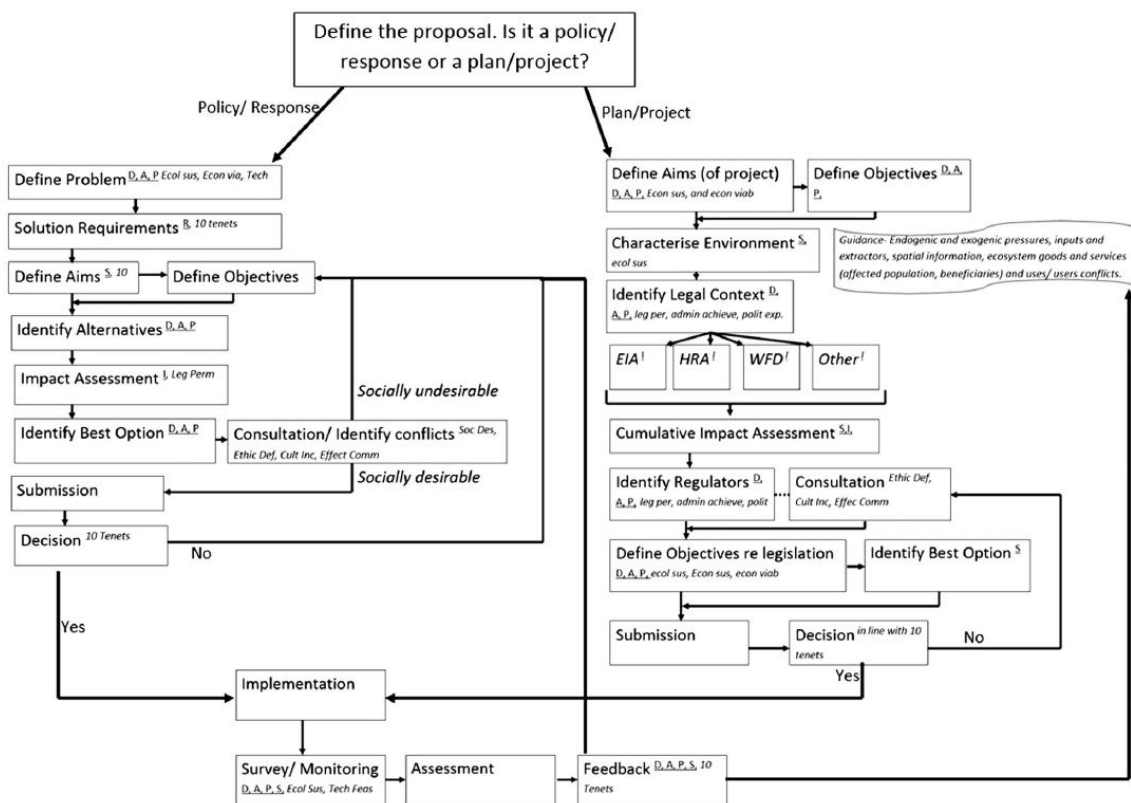 Define the proposal. Is it a policy/
response or a plan/project?
Policy/ Response
Plan/Project
Define Problem D, A, P Ecol sus, Econ via, Tech
Solution Requirements R, 10 tenets
Define Aims S, 10
Define Objectives
Identify Alternatives D, A, P
Impact Assessment I, Leg Perm
Identify Best Option D, A, P
Socially undesirable
Consultation/ Identify conflicts Soc Des,
Ethic Def, Cult Inc, Effect Comm
Socially desirable
Submission
Decision 10 Tenets
No
Yes
Define Aims (of project)
D, A, P, Econ sus, and econ viab
Define Objectives D, A,
P,
Characterise Environment S,
ecol sus
Guidance- Endogenic and exogenic pressures, inputs and
extractors, spatial information, ecosystem goods and services
(affected population, beneficiaries) and uses/ users conflicts.
Identify Legal Context D,
A, P, leg per, admin achieve, polit exp.
EIA I
HRA I
WFD I
Other I
Cumulative Impact Assessment S,I,
Identify Regulators D,
A, P, leg per, admin achieve, polit
Consultation Ethic Def,
Cult Inc, Effec Comm
Define Objectives re legislation
D, A, P, ecol sus, Econ sus, econ viab
Identify Best Option S
Submission
Decision in line with 10
tenets
No
Yes
Implementation
Survey/ Monitoring
D, A, P, S, Ecol Sus, Tech Feas
Assessment
Feedback D, A, P, S, 10
Tenets